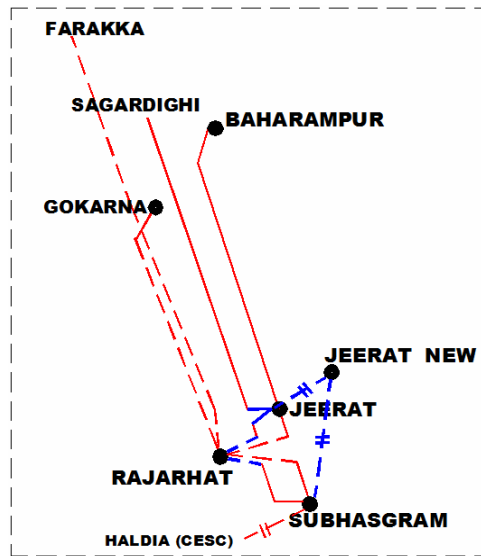 FARAKKA
SAGARDIGHI
BAHARAMPUR
GOKARNA
JEERAT NEW
JEERAT
RAJARHAT
SUBHASGRAM
HALDIA (CESC)